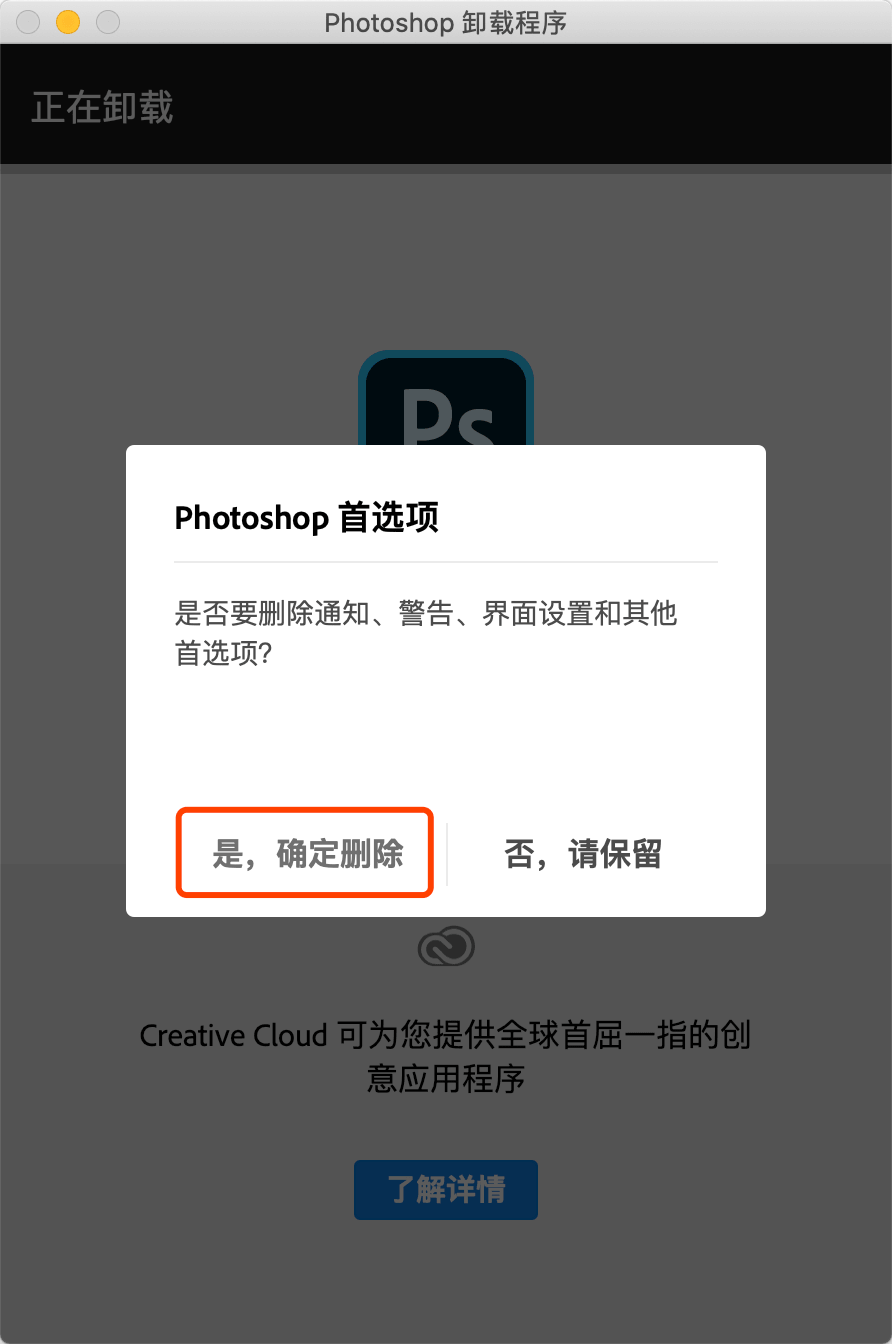 Photoshop 卸载程序
正在卸载
Ps
Photoshop 首选项
是否要删除通知、警告、界面设置和其他
首选项?
是，确定删除
否，请保留
Creative Cloud 可为您提供全球首屈一指的创
意应用程序
了解详情